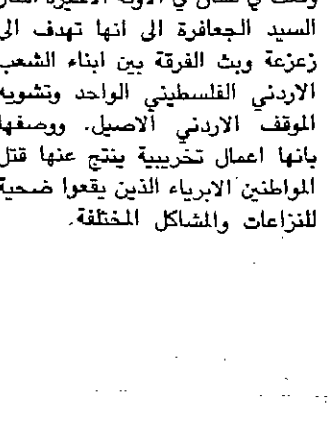 السيد الجعافرة الى انها تهدف الى
زعزعة وبث الفرقة بين ابناء الشعب
الاردني الفلسطيني الواحد وتشويه
الموقف الاردني الاصيل. ووصفها
بانها اعمال تخريبية ينتج عنها قتل
المواطنين الابرياء الذين يقعوا ضحية
للنزاعات والمشاكل المختلفة.